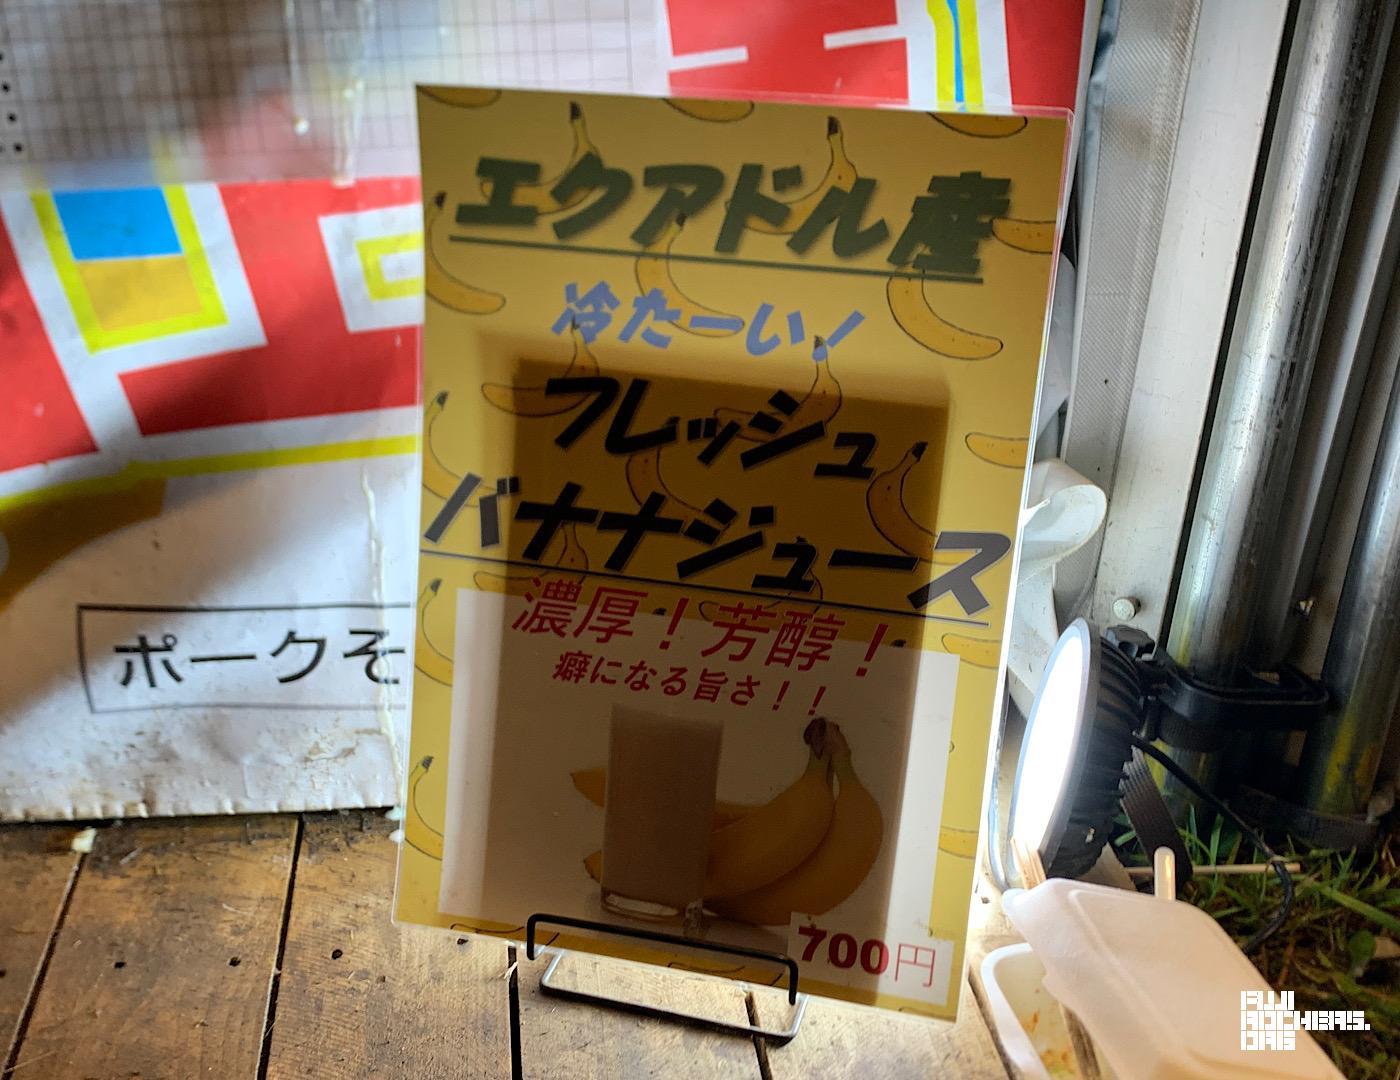 エクアドル産
冷たーい！
フレッシュ
バナナジュース
濃厚！芳醇！
癖になる旨さ！！
700円
ポークそ
FUJI
ROCKERS.
ORG